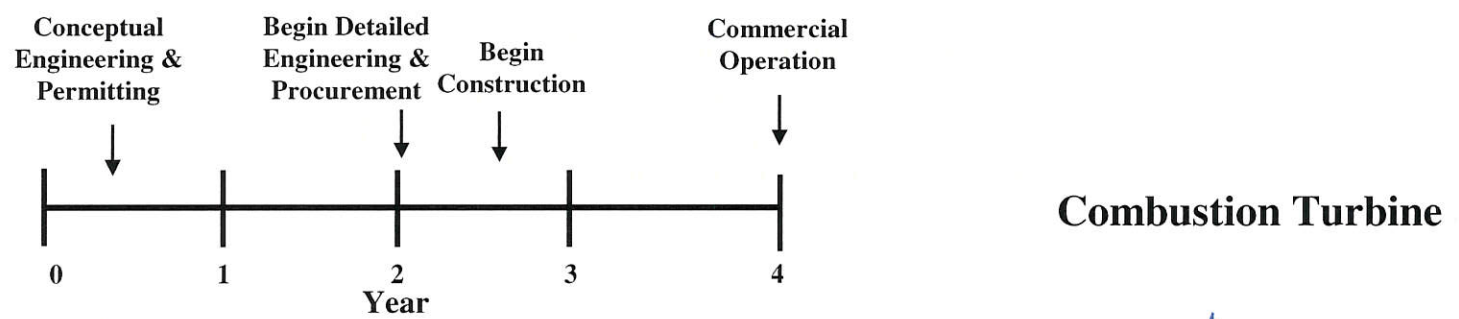 Conceptual
Engineering &
Permitting
Begin Detailed
Engineering &
Procurement
Begin
Construction
Commercial
Operation
Combustion Turbine
0
1
2
3
4
Year